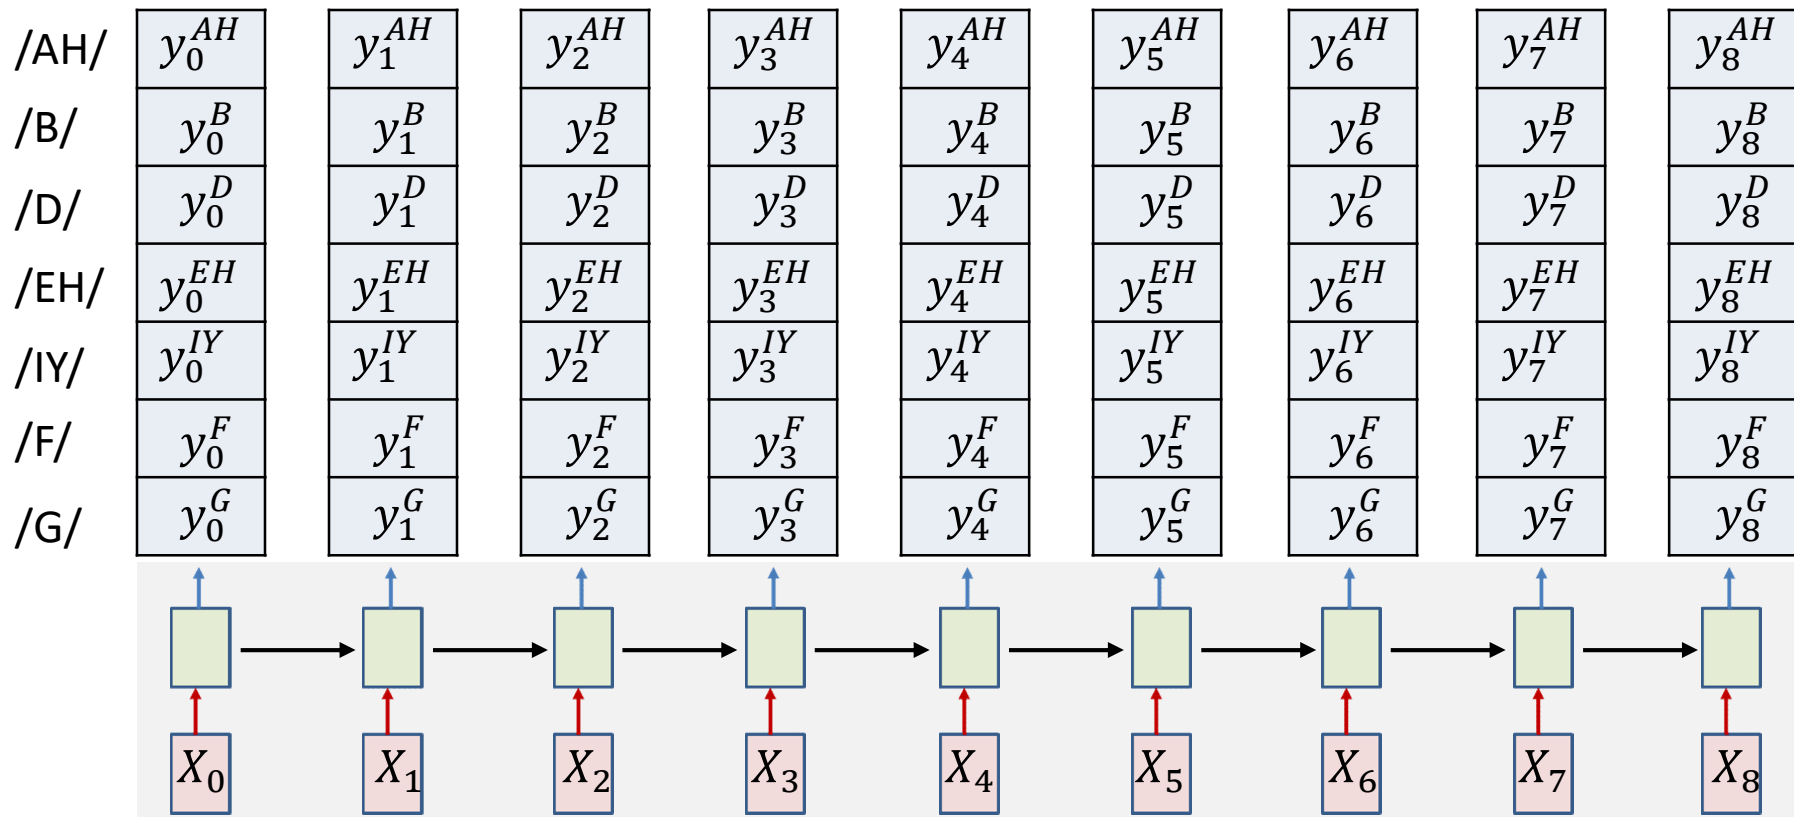 /AH/ y_0^{AH} y_1^{AH} y_2^{AH} y_3^{AH} y_4^{AH} y_5^{AH} y_6^{AH} y_7^{AH} y_8^{AH}
/B/ y_0^{B} y_1^{B} y_2^{B} y_3^{B} y_4^{B} y_5^{B} y_6^{B} y_7^{B} y_8^{B}
/D/ y_0^{D} y_1^{D} y_2^{D} y_3^{D} y_4^{D} y_5^{D} y_6^{D} y_7^{D} y_8^{D}
/EH/ y_0^{EH} y_1^{EH} y_2^{EH} y_3^{EH} y_4^{EH} y_5^{EH} y_6^{EH} y_7^{EH} y_8^{EH}
/IY/ y_0^{IY} y_1^{IY} y_2^{IY} y_3^{IY} y_4^{IY} y_5^{IY} y_6^{IY} y_7^{IY} y_8^{IY}
/F/ y_0^{F} y_1^{F} y_2^{F} y_3^{F} y_4^{F} y_5^{F} y_6^{F} y_7^{F} y_8^{F}
/G/ y_0^{G} y_1^{G} y_2^{G} y_3^{G} y_4^{G} y_5^{G} y_6^{G} y_7^{G} y_8^{G}
X_0 X_1 X_2 X_3 X_4 X_5 X_6 X_7 X_8